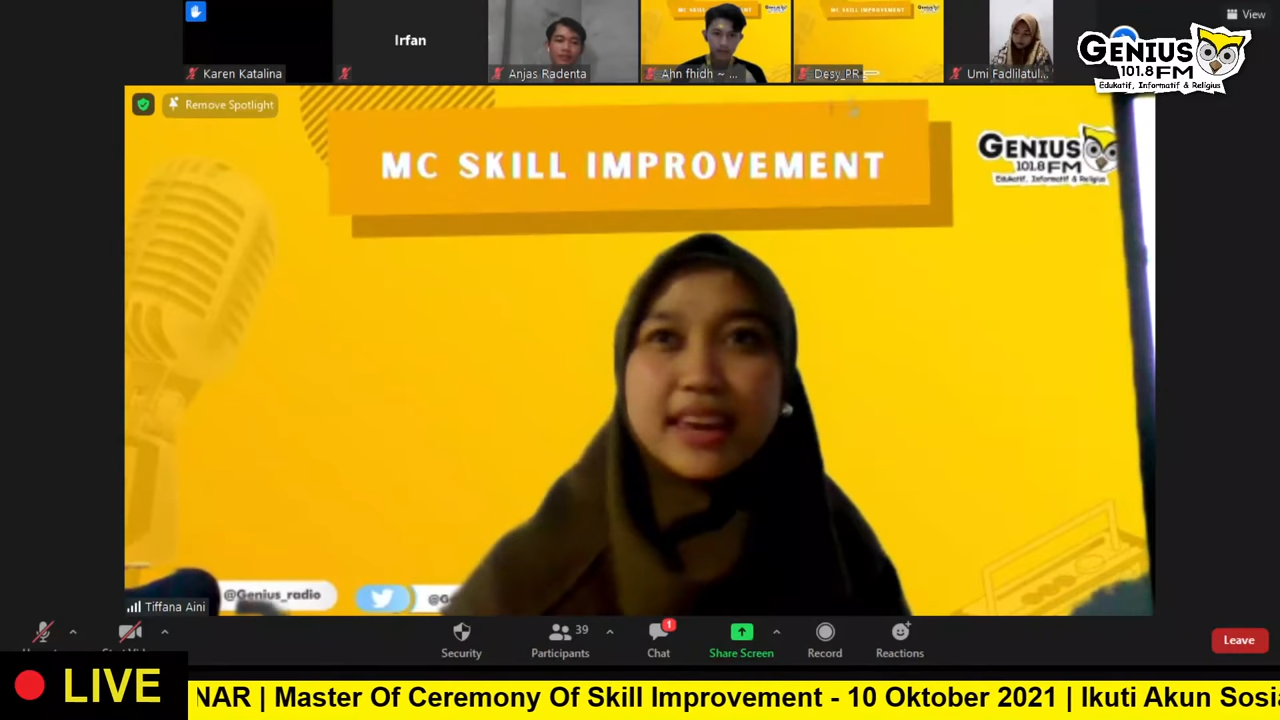 Karen Katalina
Irfan
Anjas Radenta
Ahn fhidh ~ ...
Desy_PR
Umi Fadlilatul...
View
GENIUS
101.8 FM
Edukatif, Informatif & Religius
Remove Spotlight
MC SKILL IMPROVEMENT
GENIUS
101.8 FM
Edukatif, Informatif & Religius
@Genius_radio
@G
Tiffana Aini
Security
39
Participants
1
Chat
Share Screen
Record
Reactions
Leave
LIVE
NAR | Master Of Ceremony Of Skill Improvement - 10 Oktober 2021 | Ikuti Akun Sosi